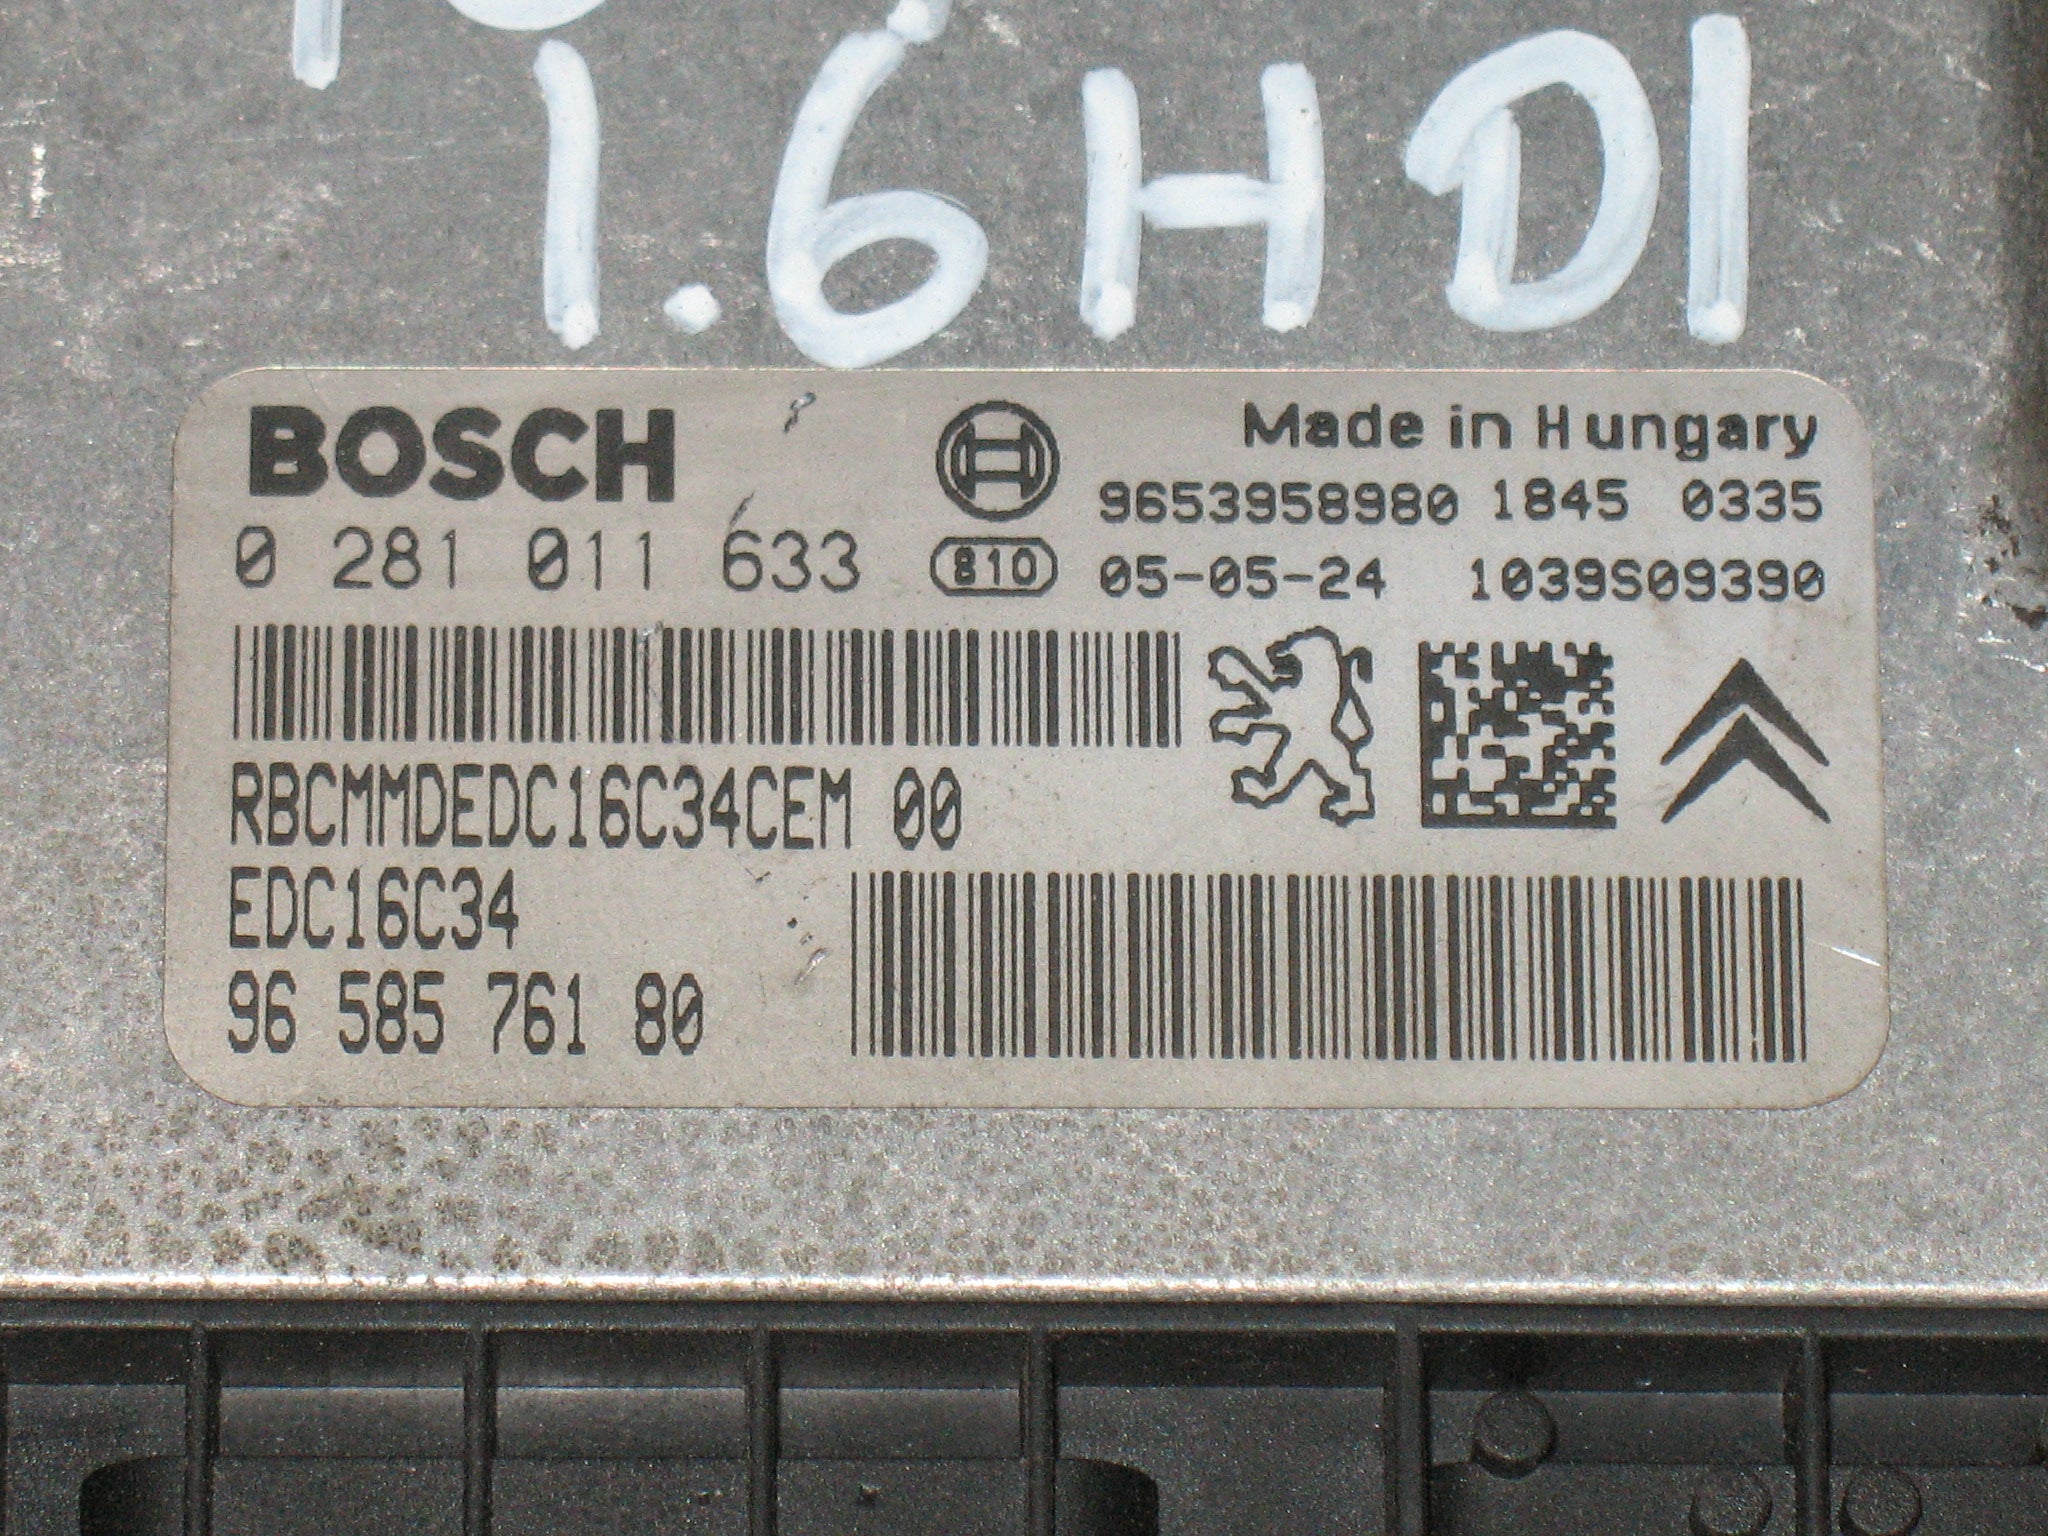 1.6HDI
BOSCH
Made in Hungary
9653958980 1845 0335
0 281 011 633
810
05-05-24 1039S09390
RBCMMDEDC16C34CEM 00
EDC16C34
96 585 761 80